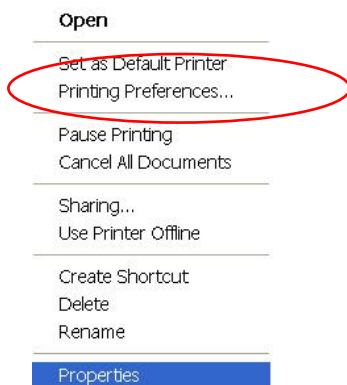 Open
Set as Default Printer
Printing Preferences...
Pause Printing
Cancel All Documents
Sharing...
Use Printer Offline
Create Shortcut
Delete
Rename
Properties